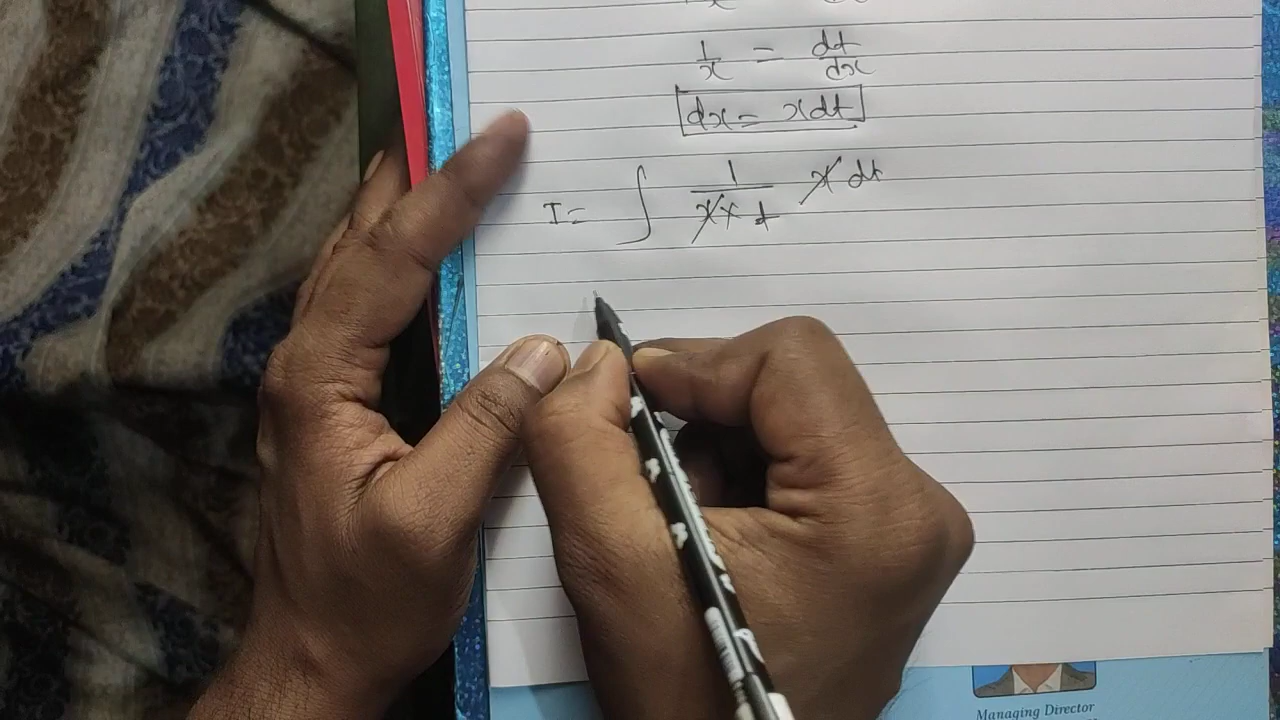 1/x = dt/dx
dx = x dt
I = ∫ 1/(x × t) x dt
Managing Director